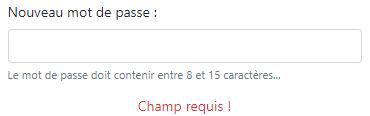 Nouveau mot de passe :
Le mot de passe doit contenir entre 8 et 15 caractères...
Champ requis !